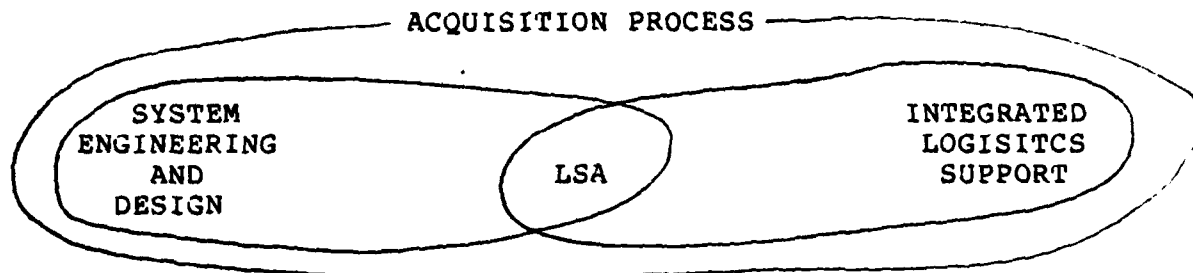 ACQUISITION PROCESS
SYSTEM
ENGINEERING
AND
DESIGN
LSA
INTEGRATED
LOGISITCS
SUPPORT